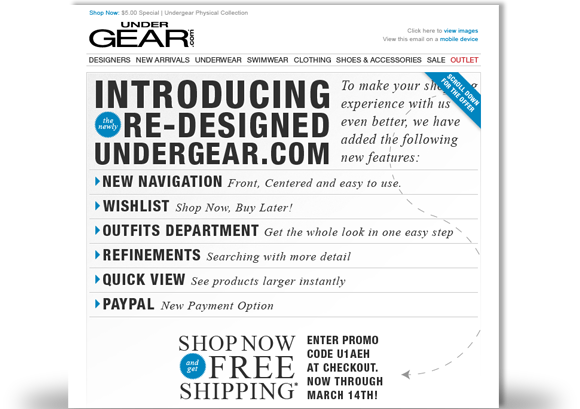 Shop Now: $5.00 Special | Undergear Physical Collection
UNDER
GEAR.com
Click here to view images
View this email on a mobile device
DESIGNERS NEW ARRIVALS UNDERWEAR SWIMWEAR CLOTHING SHOES & ACCESSORIES SALE OUTLET
SCROLL DOWN
FOR THE OFFER
INTRODUCING
the newly RE-DESIGNED
UNDERGEAR.COM
To make your
experience with us
even better, we have
added the following
new features:
NEW NAVIGATION Front, Centered and easy to use.
WISHLIST Shop Now, Buy Later!
OUTFITS DEPARTMENT Get the whole look in one easy step
REFINEMENTS Searching with more detail
QUICK VIEW See products larger instantly
PAYPAL New Payment Option
SHOP NOW
and get FREE
SHIPPING*
ENTER PROMO
CODE U1AEH
AT CHECKOUT.
NOW THROUGH
MARCH 14TH!